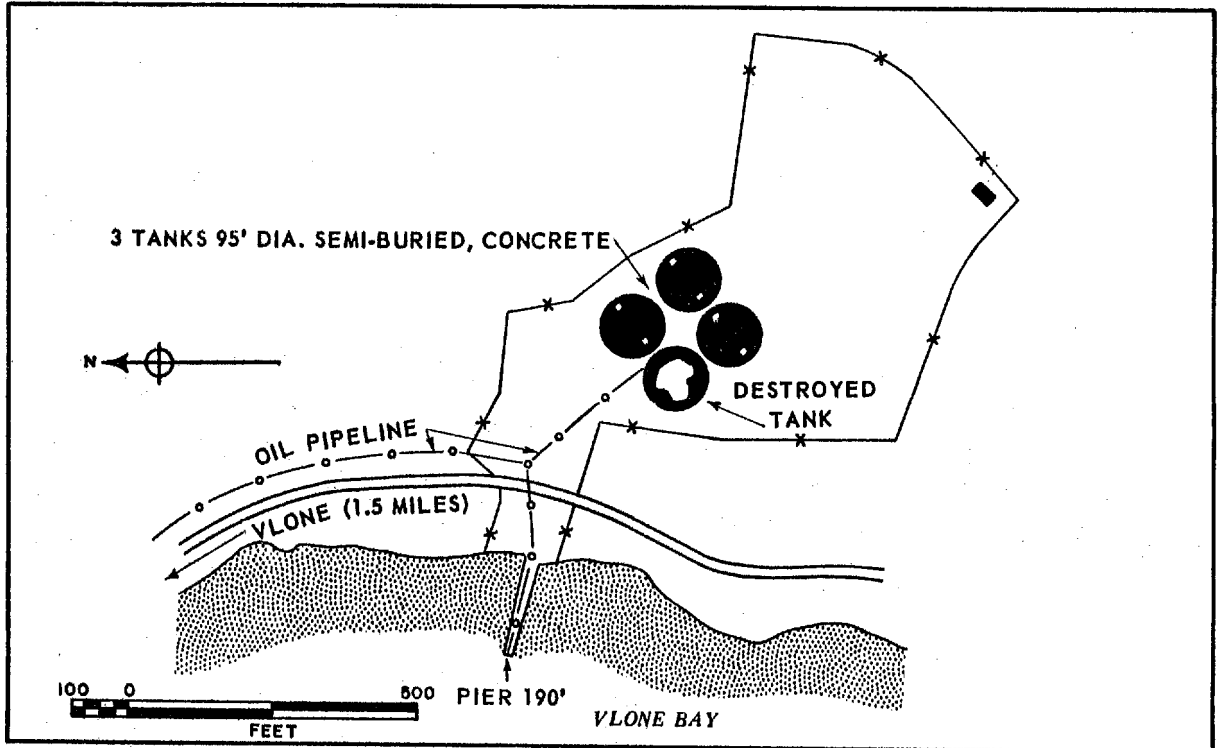 3 TANKS 95' DIA. SEMI-BURIED, CONCRETE
N
DESTROYED
TANK
OIL PIPELINE
VLONE (1.5 MILES)
100 0 500
FEET
PIER 190'
VLONE BAY